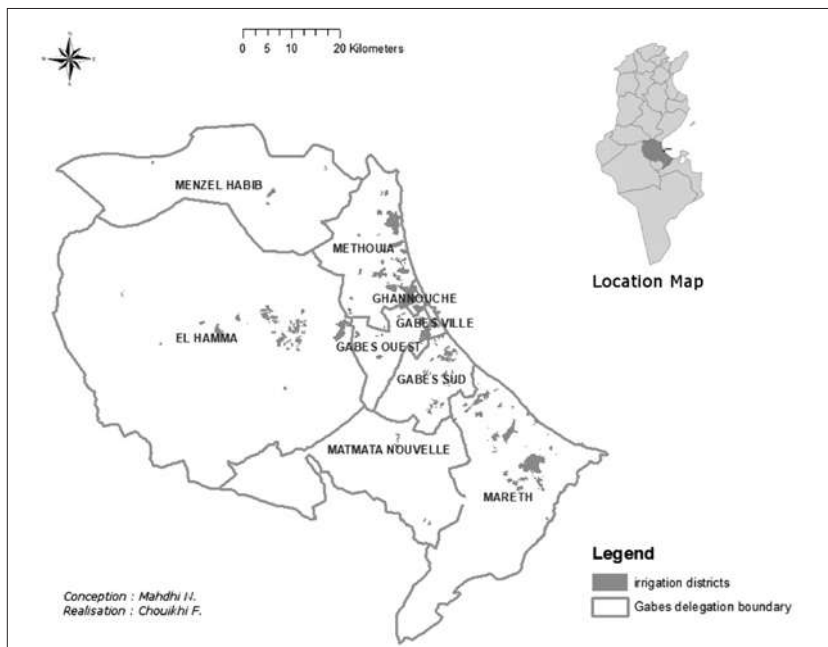 0 5 10 20 Kilometers
MENZEL HABIB
METHOUIA
Location Map
GHANNOUCHE
GABES VILLE
EL HAMMA
GABES OUEST
GABES SUD
MATMATA NOUVELLE
MARETH
Legend
irrigation districts
Gabes delegation boundary
Conception : Mahdhi N.
Realisation : Chouikhi F.